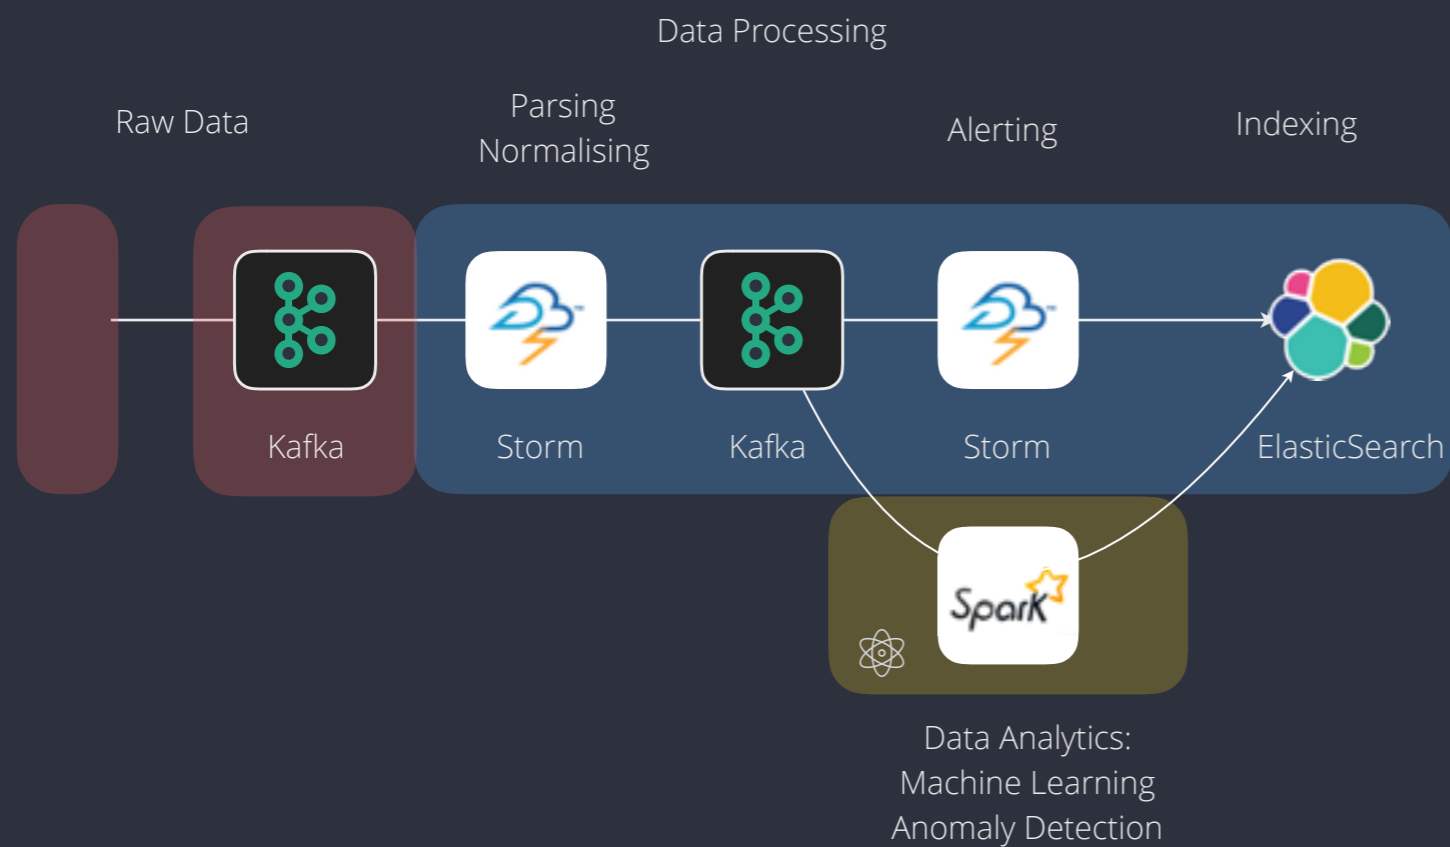 Data Processing
Raw Data
Parsing
Normalising
Alerting
Indexing
Kafka
Storm
Kafka
Storm
ElasticSearch
Spark
Data Analytics:
Machine Learning
Anomaly Detection